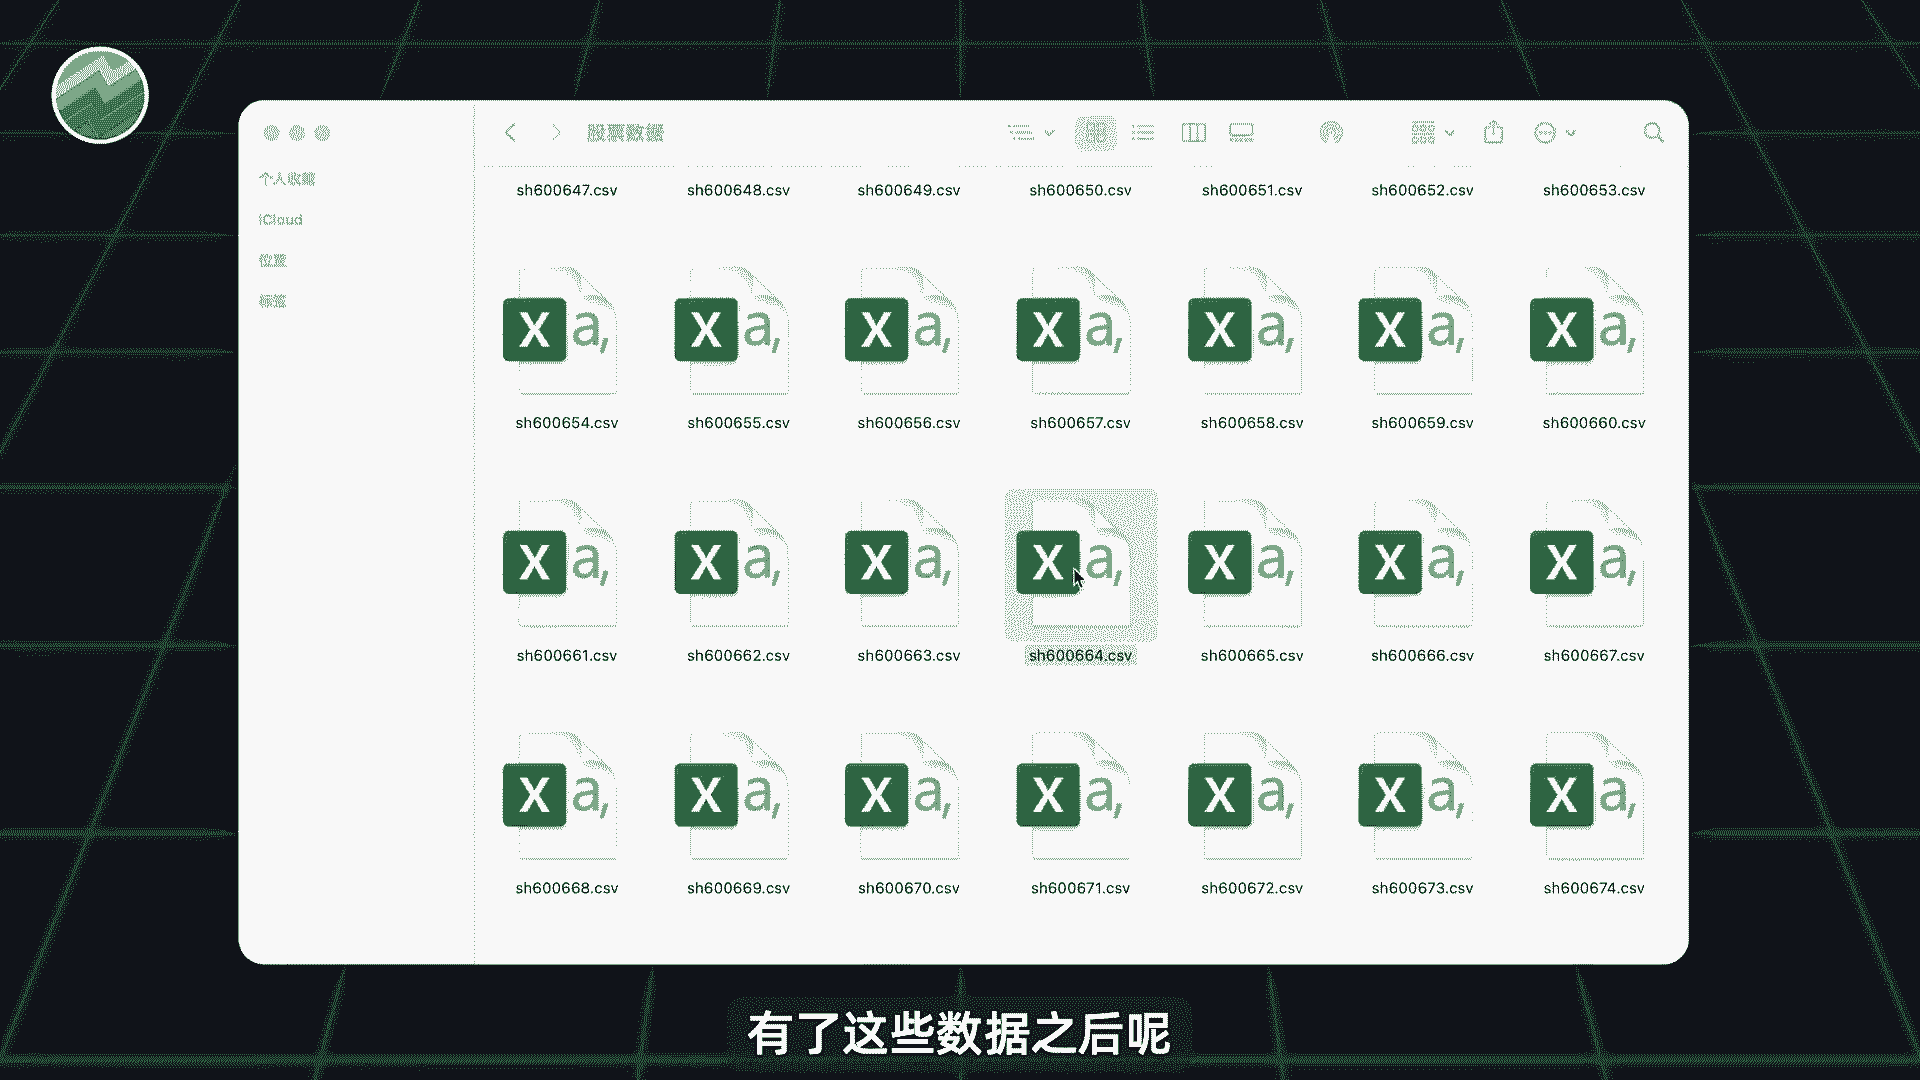 股票数据
个人收藏
iCloud
位置
标签
sh600647.csv sh600648.csv sh600649.csv sh600650.csv sh600651.csv sh600652.csv sh600653.csv
X a, X a, X a, X a, X a, X a, X a,
sh600654.csv sh600655.csv sh600656.csv sh600657.csv sh600658.csv sh600659.csv sh600660.csv
X a, X a, X a, X a, X a, X a, X a,
sh600661.csv sh600662.csv sh600663.csv sh600664.csv sh600665.csv sh600666.csv sh600667.csv
X a, X a, X a, X a, X a, X a, X a,
sh600668.csv sh600669.csv sh600670.csv sh600671.csv sh600672.csv sh600673.csv sh600674.csv
有了这些数据之后呢